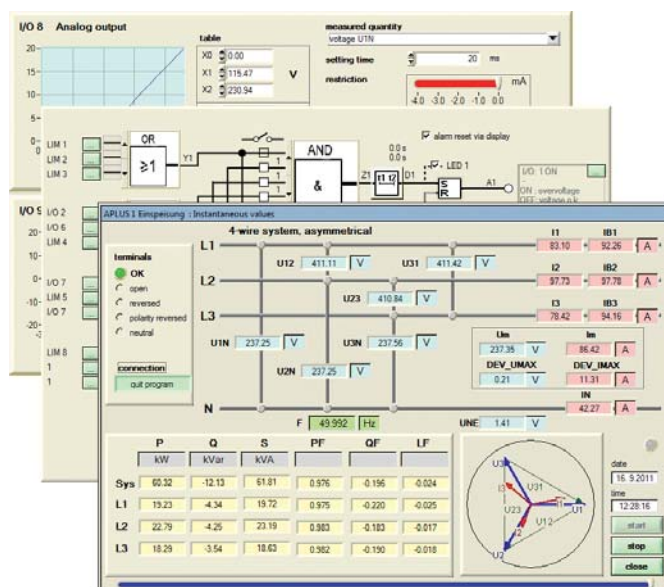 I/O 8 Analog output
table
measured quantity
voltage U1N
X0 0.00
X1 115.47
X2 230.94
V
setting time 20 ms
restriction
mA
-4.0 -3.0 -2.0 -1.0 0.0
20-
15-
10-
5-
0-
LIM 1
LIM 2
LIM 3
OR
≥1
Y1
AND
&
1
1
1
0.0 s
0.0 s
Z1
t1 t2
D1
alarm reset via display
LED 1
S
R
A1
I/O: 1 ON
ON : overvoltage
OFF: voltage o.k
I/O 9
I/O 2
I/O 6
LIM 4
I/O 7
LIM 5
I/O 7
LIM 8
1
1
APLUS 1 Einspeisung : Instantaneous values
4-wire system, asymmetrical
terminals
OK
open
reversed
polarity reversed
neutral
connection
quit program
L1
L2
L3
N
U12 411.11 V
U31 411.42 V
U23 410.84 V
U1N 237.25 V
U3N 237.56 V
U2N 237.25 V
I1 IB1
83.10 92.26 A
I2 IB2
97.73 97.78 A
I3 IB3
78.42 94.16 A
Um Im
237.35 V 86.42 A
DEV_UMAX DEV_IMAX
0.21 V 11.31 A
IN
42.27 A
F 49.992 Hz
UNE 1.41 V
P Q S PF QF LF
kW kVar kVA
Sys 60.32 -12.13 61.81 0.976 -0.196 -0.024
L1 19.23 -4.34 19.72 0.975 -0.220 -0.025
L2 22.79 -4.25 23.19 0.983 -0.183 -0.017
L3 18.29 -3.54 18.63 0.982 -0.190 -0.018
U3
U31
I3
I1
U1
U23
U12
I2
U2
date
16. 9.2011
time
12:28:16
start
stop
close